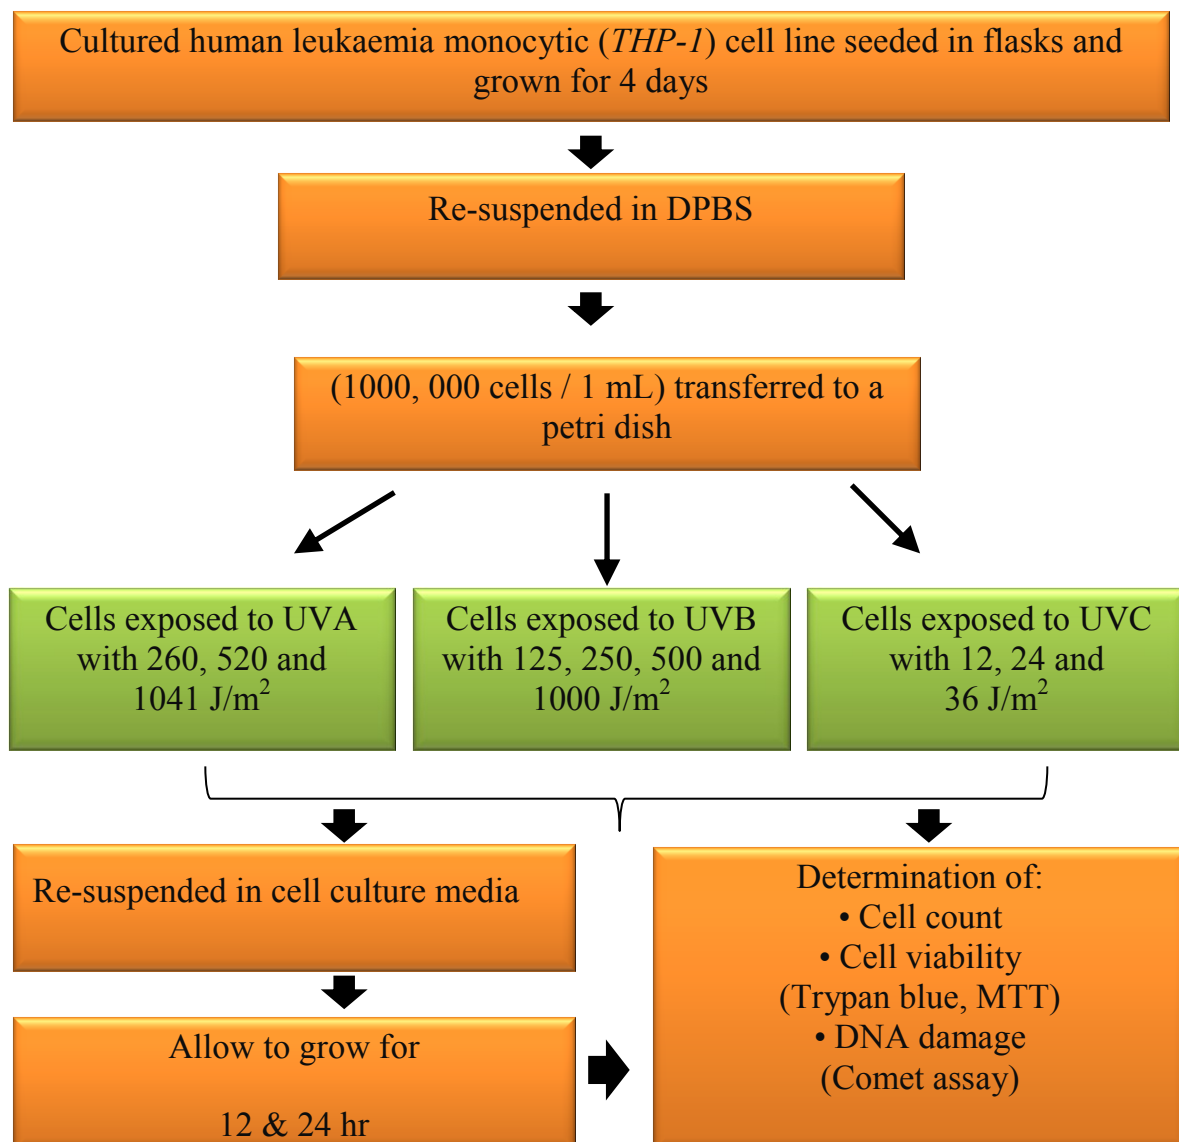 Cultured human leukaemia monocytic (THP-1) cell line seeded in flasks and
grown for 4 days
Re-suspended in DPBS
(1000, 000 cells / 1 mL) transferred to a
petri dish
Cells exposed to UVA
with 260, 520 and
1041 J/m²
Cells exposed to UVB
with 125, 250, 500 and
1000 J/m²
Cells exposed to UVC
with 12, 24 and
36 J/m²
Re-suspended in cell culture media
Allow to grow for
12 & 24 hr
Determination of:
• Cell count
• Cell viability
(Trypan blue, MTT)
• DNA damage
(Comet assay)